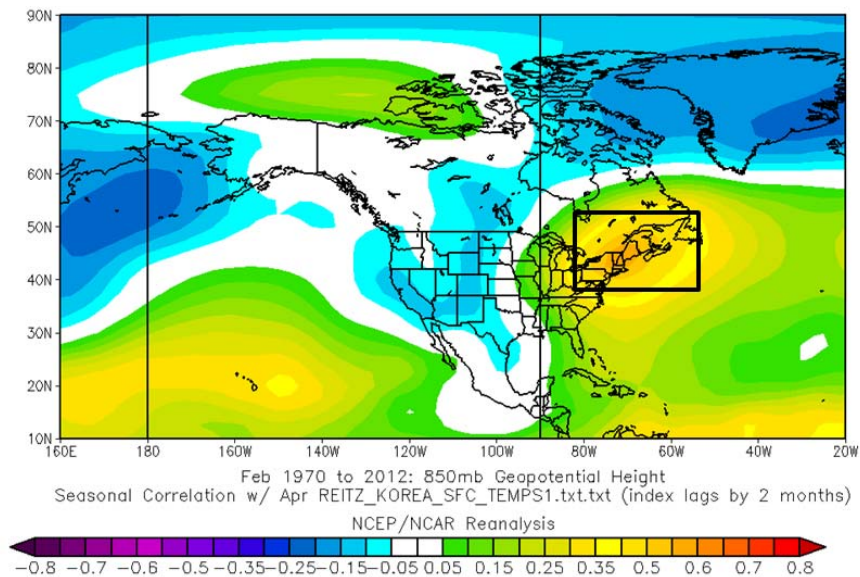 90N
80N
70N
60N
50N
40N
30N
20N
10N
160E 180 160W 140W 120W 100W 80W 60W 40W 20W
Feb 1970 to 2012: 850mb Geopotential Height
Seasonal Correlation w/ Apr REITZ_KOREA_SFC_TEMPS1.txt.txt (index lags by 2 months)
NCEP/NCAR Reanalysis
-0.8 -0.7 -0.6 -0.5 -0.45 -0.35 -0.25 -0.15 -0.05 0.05 0.15 0.25 0.35 0.45 0.5 0.6 0.7 0.8